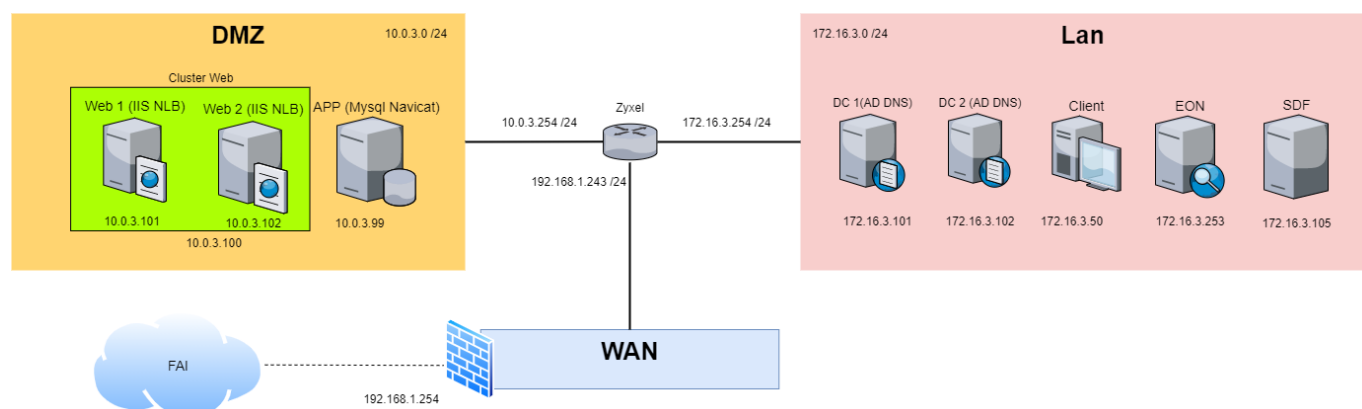 DMZ
10.0.3.0 /24
Cluster Web
Web 1 (IIS NLB)
Web 2 (IIS NLB)
APP (Mysql Navicat)
10.0.3.101
10.0.3.102
10.0.3.99
10.0.3.100
10.0.3.254 /24
Zyxel
172.16.3.254 /24
192.168.1.243 /24
172.16.3.0 /24
Lan
DC 1(AD DNS)
DC 2 (AD DNS)
Client
EON
SDF
172.16.3.101
172.16.3.102
172.16.3.50
172.16.3.253
172.16.3.105
FAI
192.168.1.254
WAN